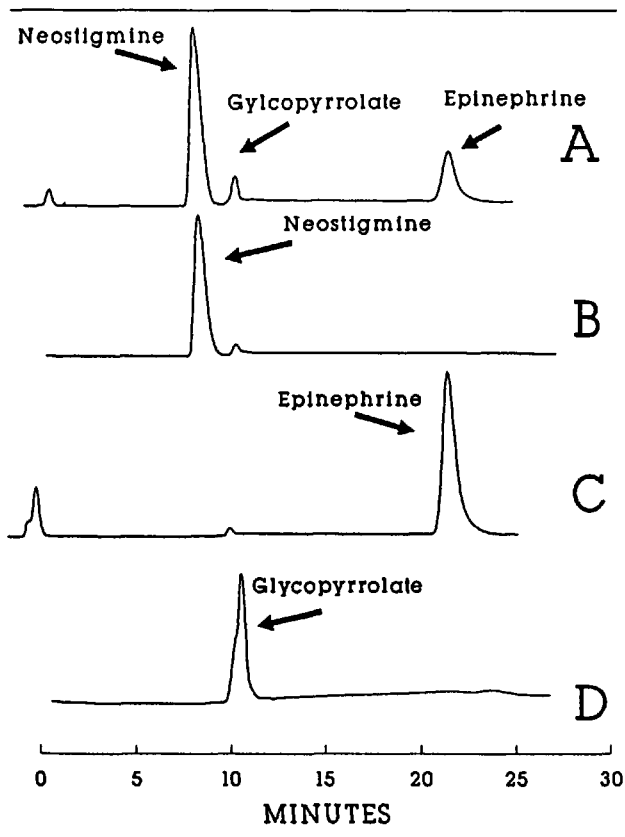 Neostigmine
Gylcopyrrolate
Epinephrine
A
Neostigmine
B
Epinephrine
C
Glycopyrrolate
D
0 5 10 15 20 25 30
MINUTES